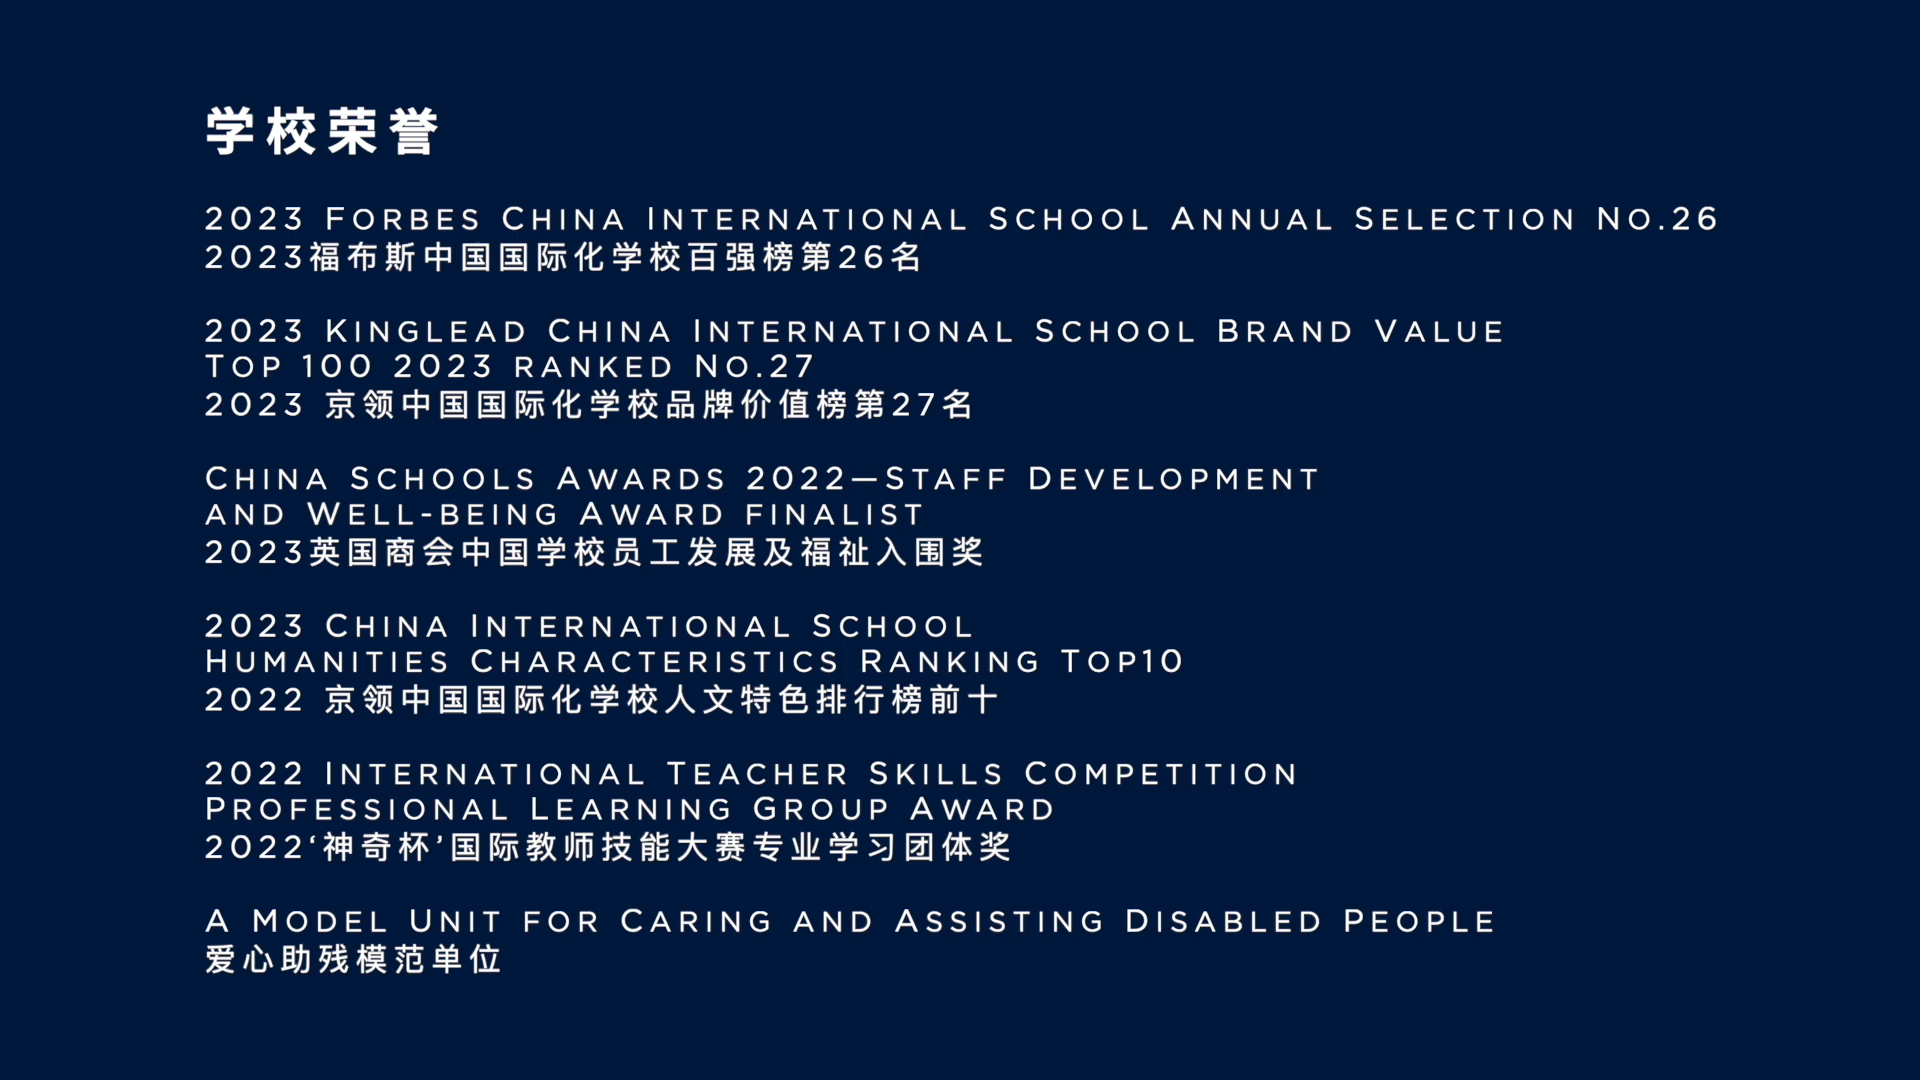 学校荣誉
2023 Forbes China International School Annual Selection No.26
2023福布斯中国国际化学校百强榜第26名
2023 Kinglead China International School Brand Value
Top 100 2023 ranked No.27
2023 京领中国国际化学校品牌价值榜第27名
China Schools Awards 2022—Staff Development
and Well-being Award finalist
2023英国商会中国学校员工发展及福祉入围奖
2023 China International School
Humanities Characteristics Ranking Top10
2022 京领中国国际化学校人文特色排行榜前十
2022 International Teacher Skills Competition
Professional Learning Group Award
2022‘神奇杯’国际教师技能大赛专业学习团体奖
A Model Unit for Caring and Assisting Disabled People
爱心助残模范单位